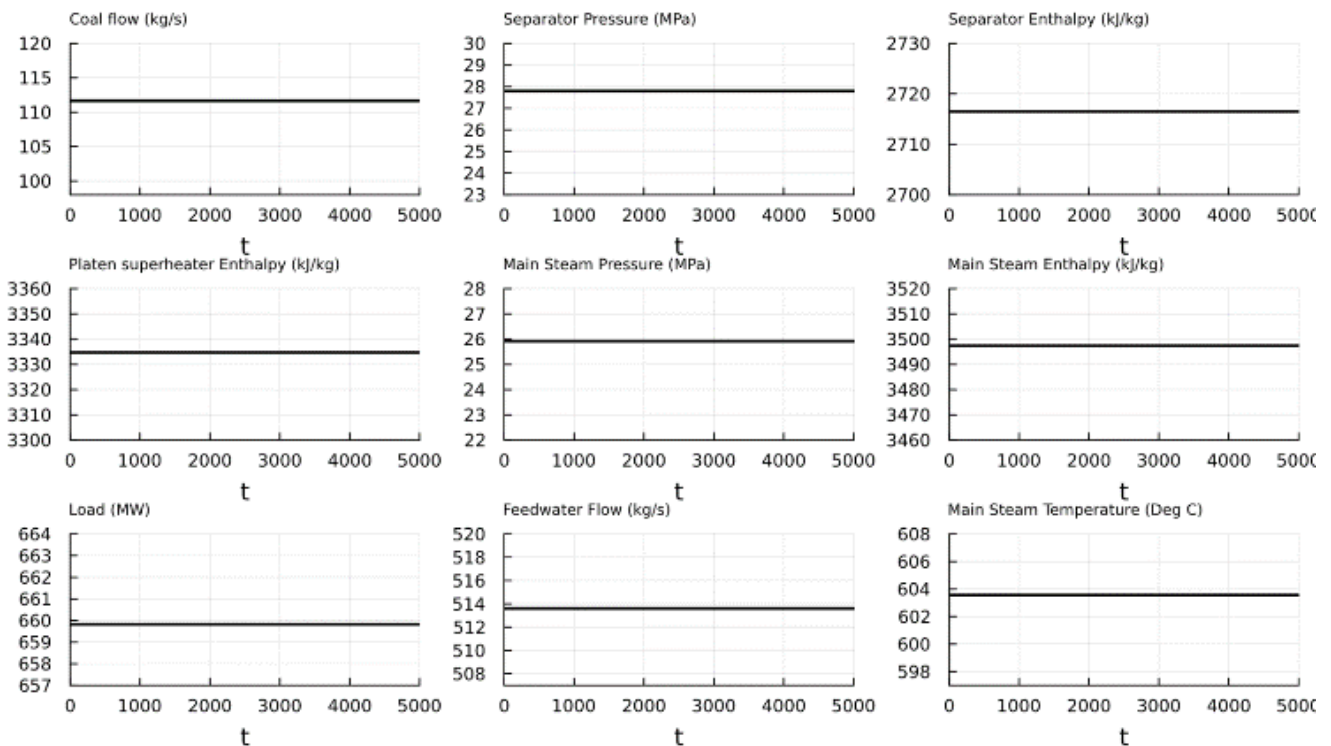 Coal flow (kg/s)
120
115
110
105
100
0 1000 2000 3000 4000 5000
t
Separator Pressure (MPa)
30
29
28
27
26
25
24
23
0 1000 2000 3000 4000 5000
t
Separator Enthalpy (kJ/kg)
2730
2720
2710
2700
0 1000 2000 3000 4000 5000
t
Platen superheater Enthalpy (kJ/kg)
3360
3350
3340
3330
3320
3310
3300
0 1000 2000 3000 4000 5000
t
Main Steam Pressure (MPa)
28
27
26
25
24
23
22
0 1000 2000 3000 4000 5000
t
Main Steam Enthalpy (kJ/kg)
3520
3510
3500
3490
3480
3470
3460
0 1000 2000 3000 4000 5000
t
Load (MW)
664
663
662
661
660
659
658
657
0 1000 2000 3000 4000 5000
t
Feedwater Flow (kg/s)
520
518
516
514
512
510
508
0 1000 2000 3000 4000 5000
t
Main Steam Temperature (Deg C)
608
606
604
602
600
598
0 1000 2000 3000 4000 5000
t